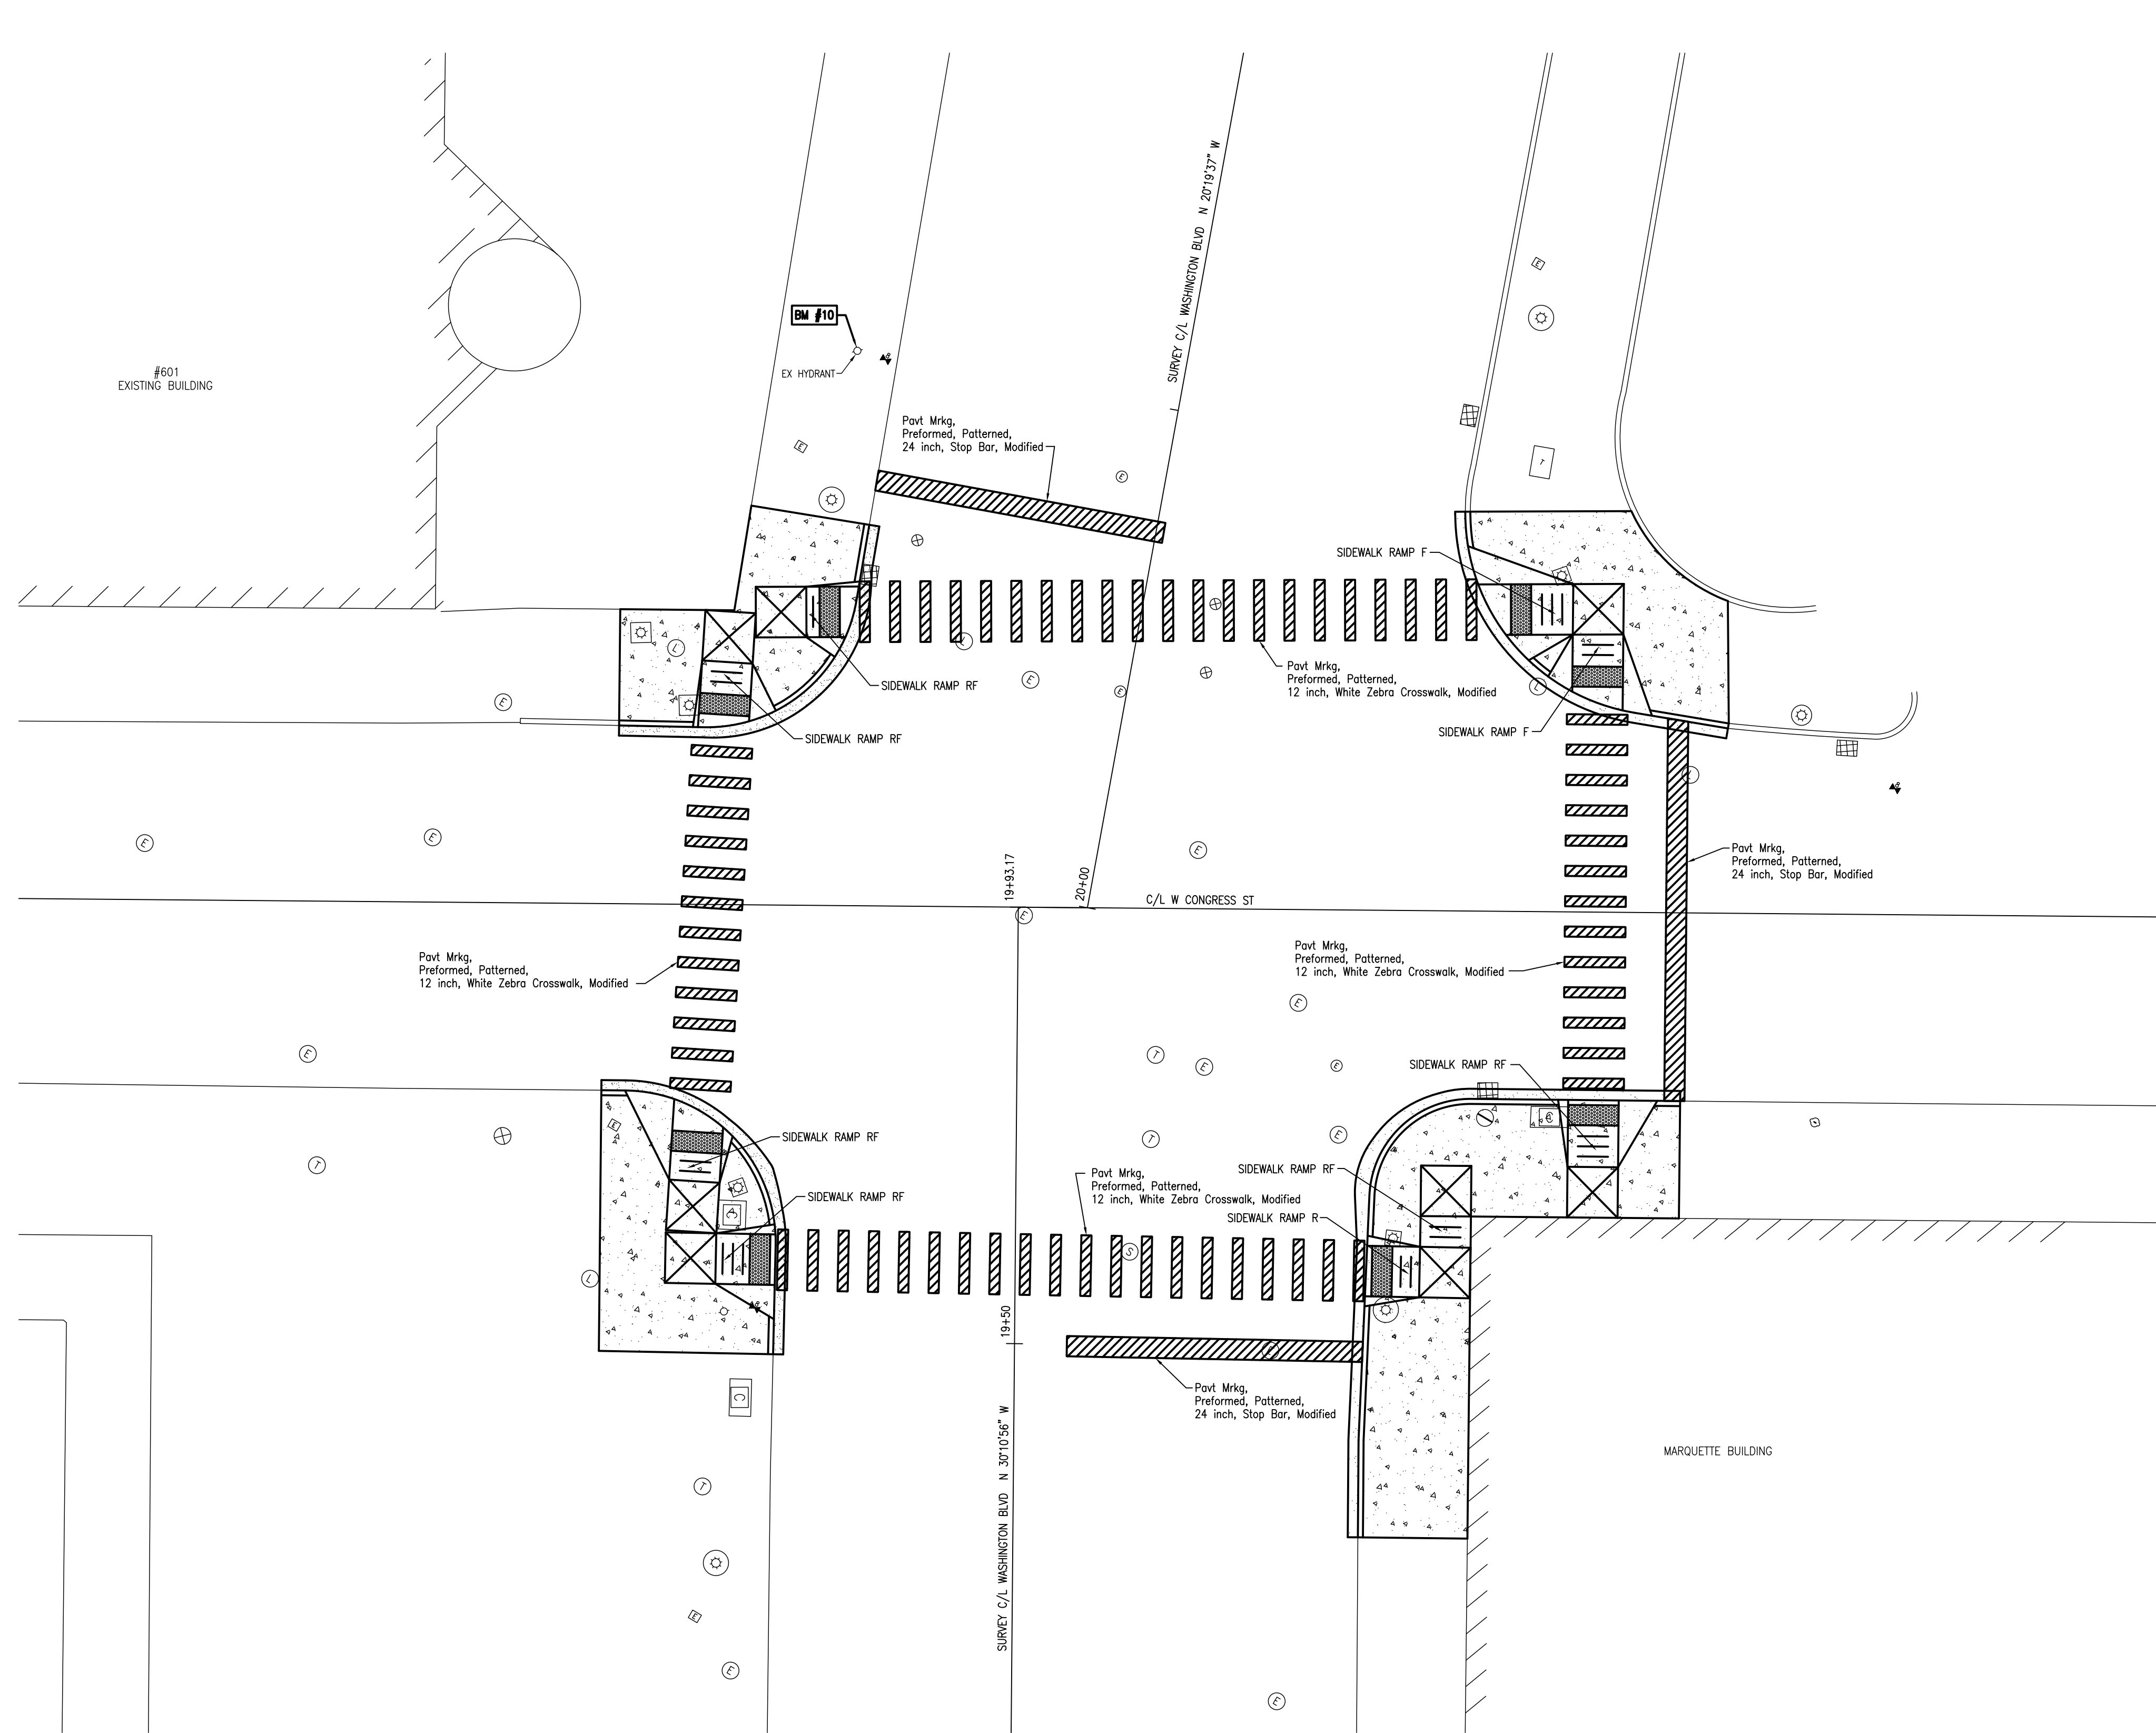 SURVEY C/L WASHINGTON BLVD N 20°19'37" W
BM #10
EX HYDRANT
#601
EXISTING BUILDING
Pavt Mrkg,
Preformed, Patterned,
24 inch, Stop Bar, Modified
E
E
E
T
SIDEWALK RAMP F
L
L
E
E
E
L
SIDEWALK RAMP RF
Pavt Mrkg,
Preformed, Patterned,
12 inch, White Zebra Crosswalk, Modified
SIDEWALK RAMP RF
SIDEWALK RAMP F
L
E
E
E
Pavt Mrkg,
Preformed, Patterned,
24 inch, Stop Bar, Modified
19+93.17
20+00
C/L W CONGRESS ST
E
Pavt Mrkg,
Preformed, Patterned,
12 inch, White Zebra Crosswalk, Modified
Pavt Mrkg,
Preformed, Patterned,
12 inch, White Zebra Crosswalk, Modified
E
E
T
E
E
SIDEWALK RAMP RF
E
SIDEWALK RAMP RF
T
E
T
SIDEWALK RAMP RF
Pavt Mrkg,
Preformed, Patterned,
12 inch, White Zebra Crosswalk, Modified
SIDEWALK RAMP RF
C
SIDEWALK RAMP R
S
L
19+50
Pavt Mrkg,
Preformed, Patterned,
24 inch, Stop Bar, Modified
C
SURVEY C/L WASHINGTON BLVD N 30°10'56" W
MARQUETTE BUILDING
T
E
E
E